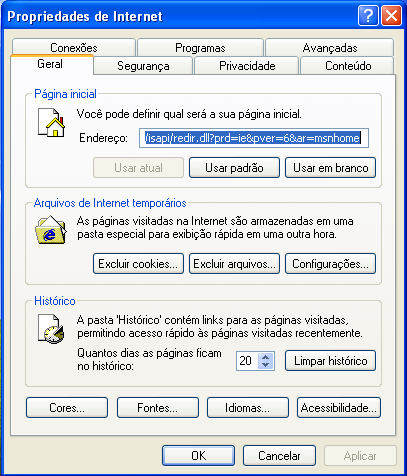 Propriedades de Internet
Conexões Programas Avançadas
Geral Segurança Privacidade Conteúdo
Página inicial
Você pode definir qual será a sua página inicial.
Endereço: /isapi/redir.dll?prd=ie&pver=6&ar=msnhome
Usar atual Usar padrão Usar em branco
Arquivos de Internet temporários
As páginas visitadas na Internet são armazenadas em uma
pasta especial para exibição rápida em uma outra hora.
Excluir cookies... Excluir arquivos... Configurações...
Histórico
A pasta 'Histórico' contém links para as páginas visitadas,
permitindo acesso rápido às páginas visitadas recentemente.
Quantos dias as páginas ficam
no histórico: 20 Limpar histórico
Cores... Fontes... Idiomas... Acessibilidade...
OK Cancelar Aplicar